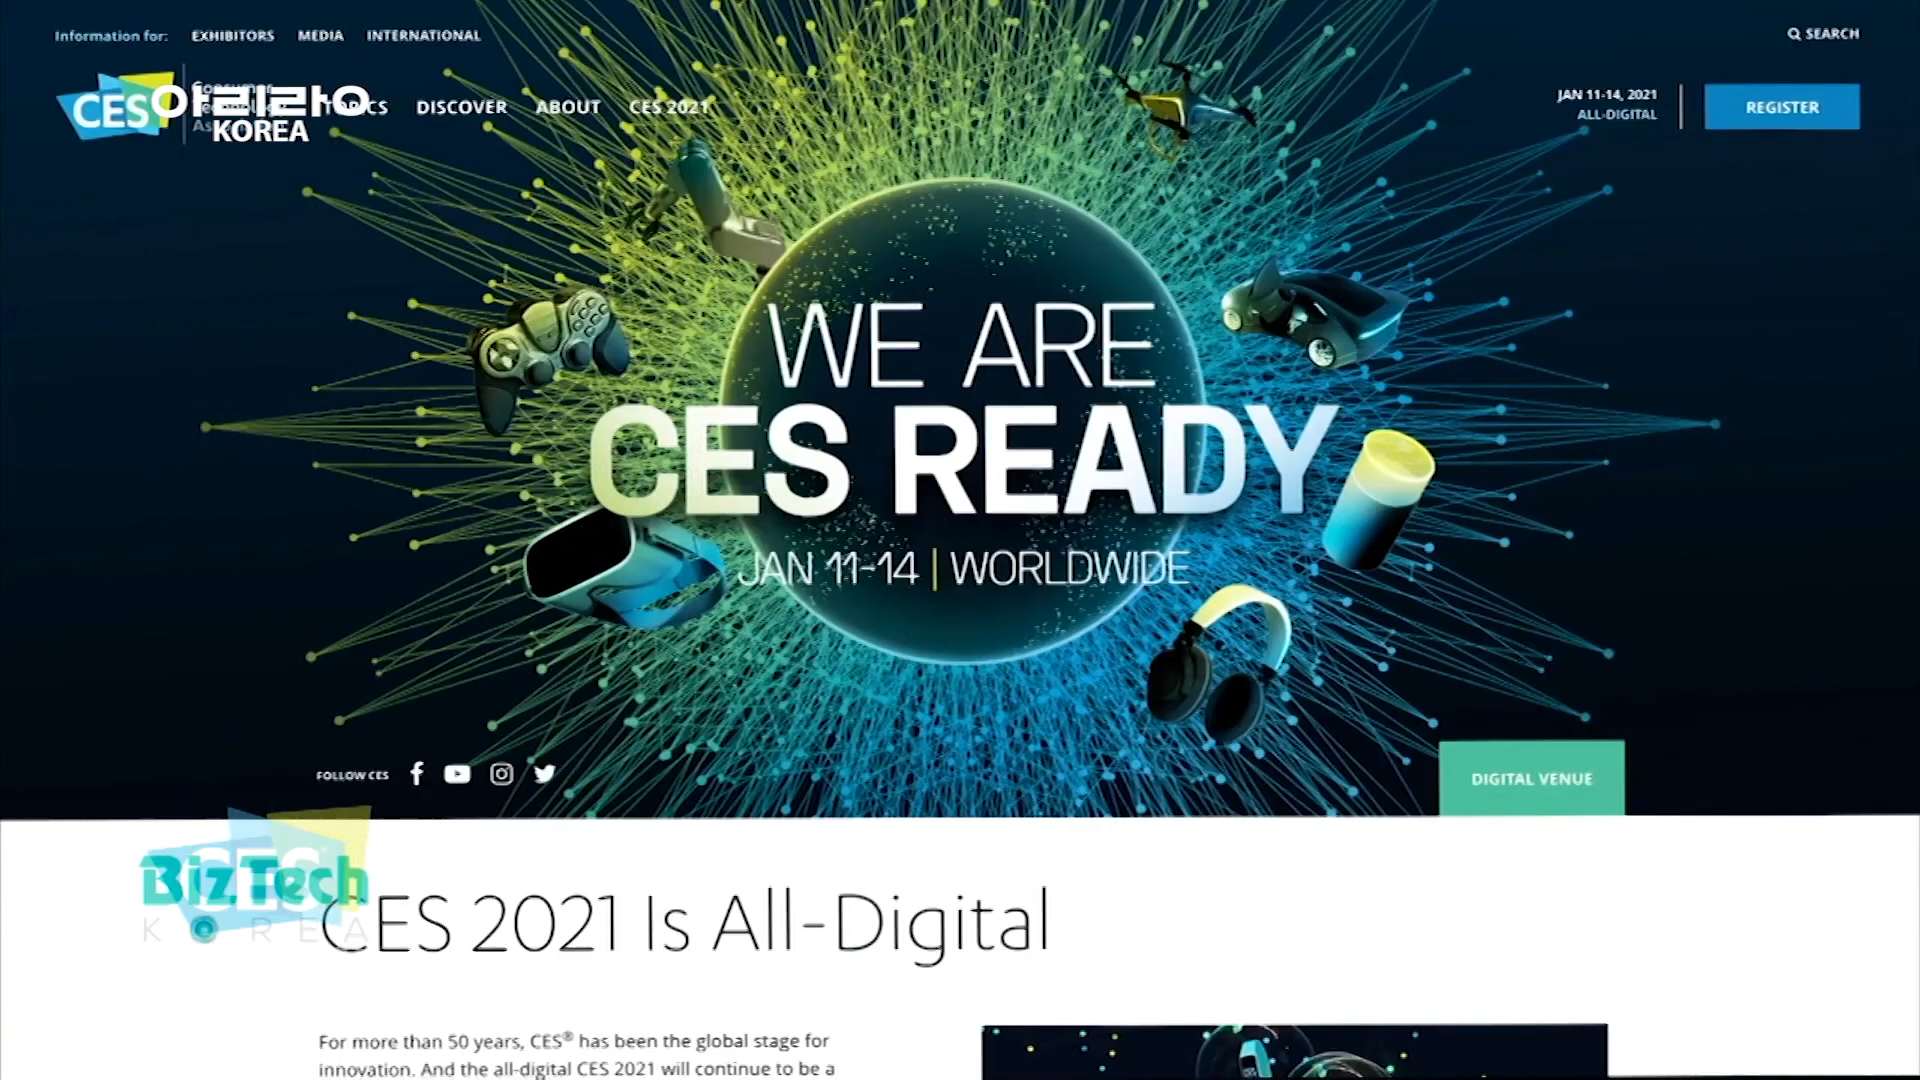 Information for: EXHIBITORS MEDIA INTERNATIONAL
SEARCH
CES
아리랑
KOREA
TOPICS DISCOVER ABOUT CES 2021
JAN 11-14, 2021
ALL-DIGITAL
REGISTER
WE ARE
CES READY
JAN 11-14 | WORLDWIDE
FOLLOW CES
DIGITAL VENUE
BizTech
KOREA
CES
CES 2021 Is All-Digital
For more than 50 years, CES® has been the global stage for
innovation. And the all-digital CES 2021 will continue to be a